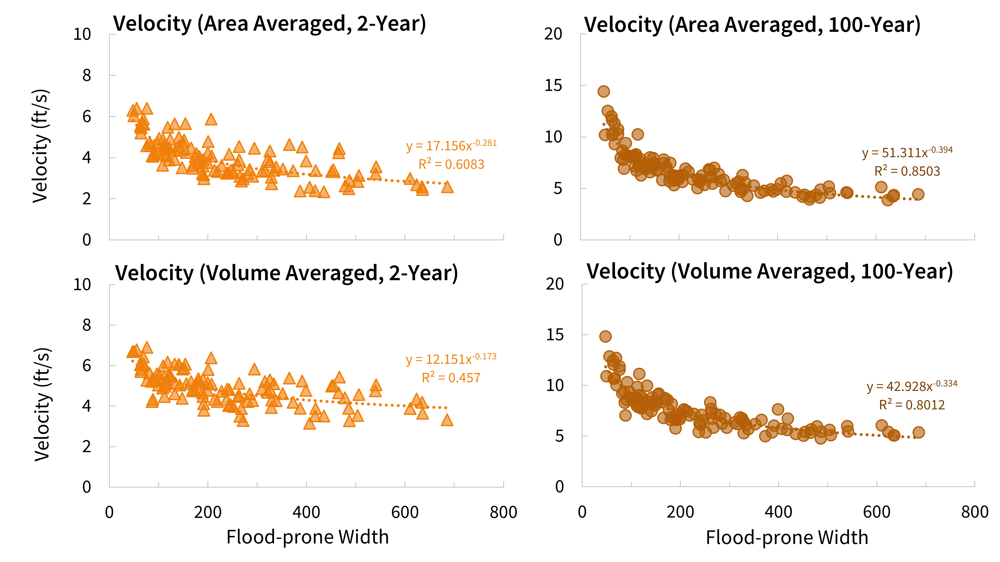 Velocity (Area Averaged, 2-Year)
10
8
6
4
2
0
Velocity (ft/s)
y = 17.156x^-0.281
R² = 0.6083
Velocity (Area Averaged, 100-Year)
20
15
10
5
0
y = 51.311x^-0.394
R² = 0.8503
Velocity (Volume Averaged, 2-Year)
10
8
6
4
2
0
Velocity (ft/s)
y = 12.151x^-0.173
R² = 0.457
0 200 400 600 800
Flood-prone Width
Velocity (Volume Averaged, 100-Year)
20
15
10
5
0
y = 42.928x^-0.334
R² = 0.8012
0 200 400 600 800
Flood-prone Width